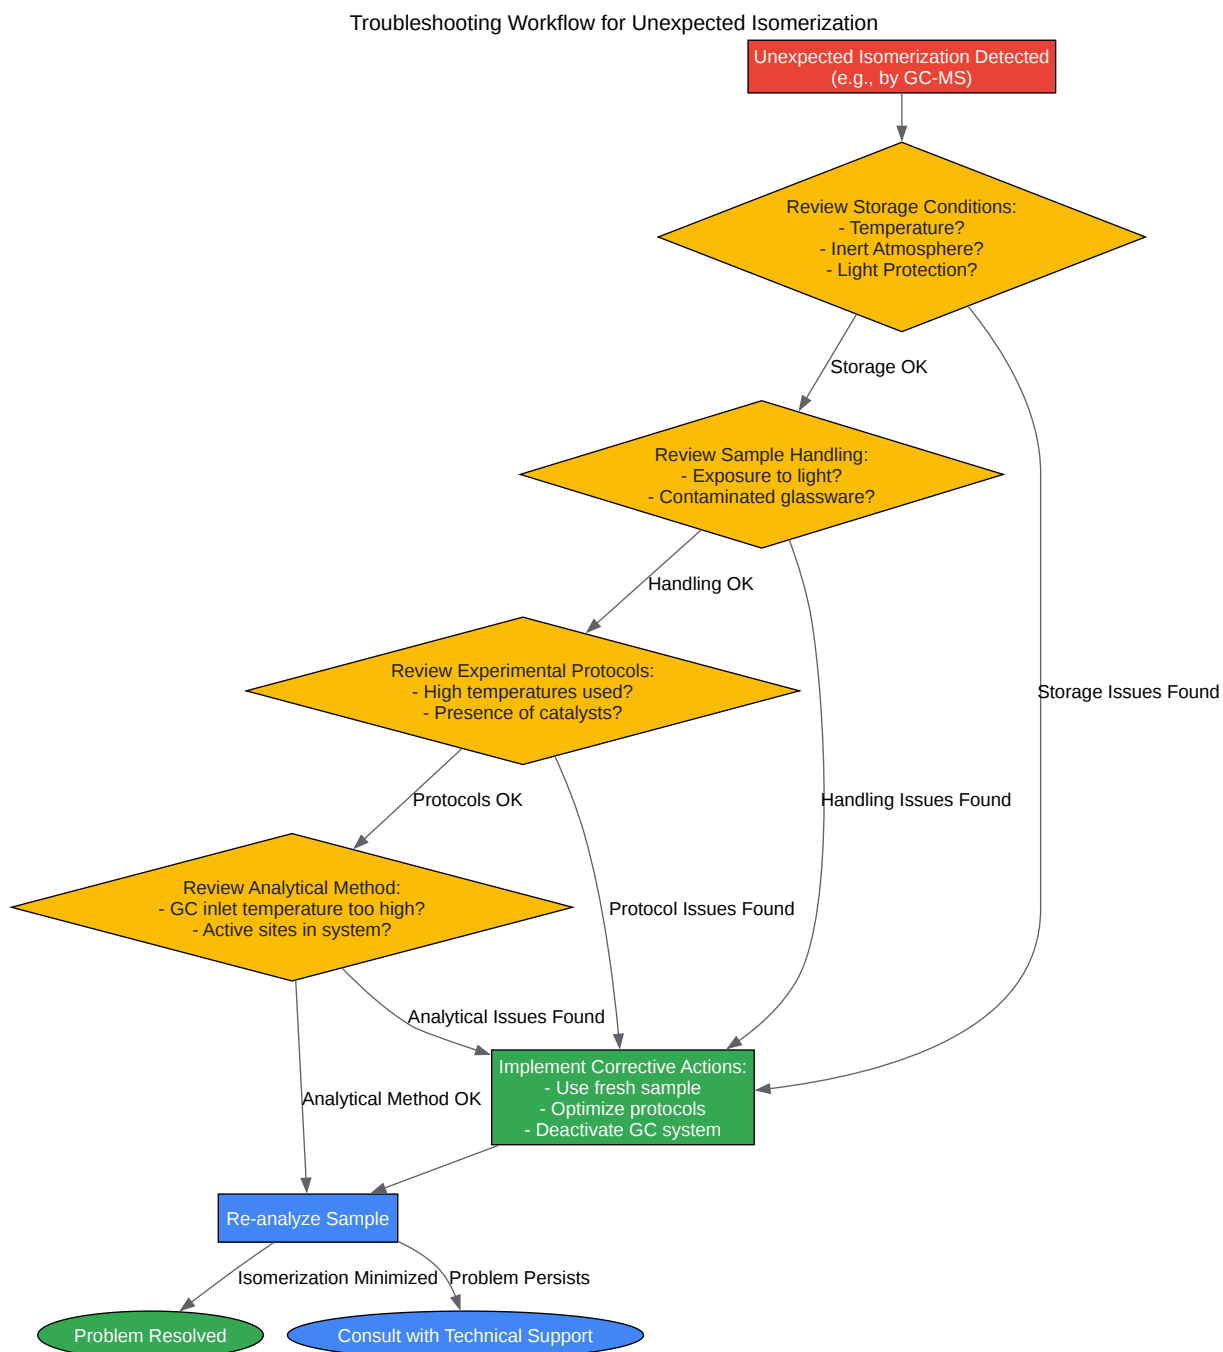 Troubleshooting Workflow for Unexpected Isomerization
Unexpected Isomerization Detected
(e.g., by GC-MS)
Review Storage Conditions:
- Temperature?
- Inert Atmosphere?
- Light Protection?
Storage OK
Review Sample Handling:
- Exposure to light?
- Contaminated glassware?
Handling OK
Review Experimental Protocols:
- High temperatures used?
- Presence of catalysts?
Storage Issues Found
Protocols OK
Handling Issues Found
Review Analytical Method:
- GC inlet temperature too high?
- Active sites in system?
Protocol Issues Found
Analytical Issues Found
Implement Corrective Actions:
- Use fresh sample
- Optimize protocols
- Deactivate GC system
Analytical Method OK
Re-analyze Sample
Isomerization Minimized
Problem Persists
Problem Resolved
Consult with Technical Support